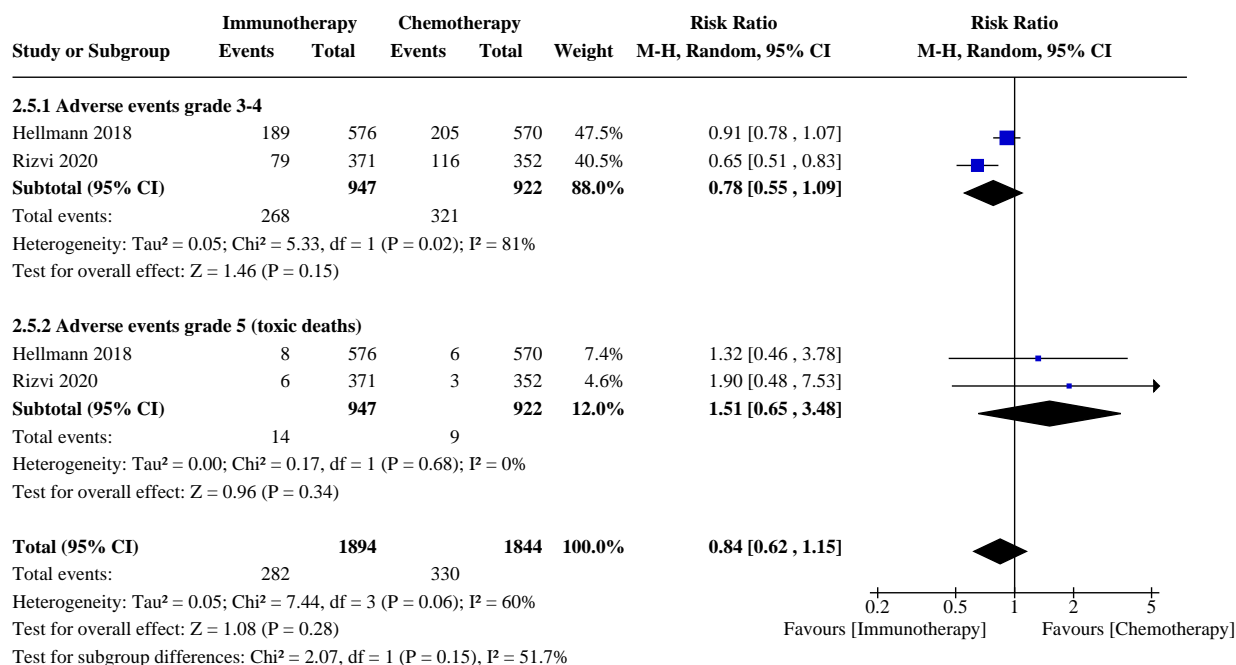 Immunotherapy Chemotherapy Risk Ratio Risk Ratio
Study or Subgroup Events Total Events Total Weight M-H, Random, 95% CI M-H, Random, 95% CI
2.5.1 Adverse events grade 3-4
Hellmann 2018 189 576 205 570 47.5% 0.91 [0.78 , 1.07]
Rizvi 2020 79 371 116 352 40.5% 0.65 [0.51 , 0.83]
Subtotal (95% CI) 947 922 88.0% 0.78 [0.55 , 1.09]
Total events: 268 321
Heterogeneity: Tau² = 0.05; Chi² = 5.33, df = 1 (P = 0.02); I² = 81%
Test for overall effect: Z = 1.46 (P = 0.15)
2.5.2 Adverse events grade 5 (toxic deaths)
Hellmann 2018 8 576 6 570 7.4% 1.32 [0.46 , 3.78]
Rizvi 2020 6 371 3 352 4.6% 1.90 [0.48 , 7.53]
Subtotal (95% CI) 947 922 12.0% 1.51 [0.65 , 3.48]
Total events: 14 9
Heterogeneity: Tau² = 0.00; Chi² = 0.17, df = 1 (P = 0.68); I² = 0%
Test for overall effect: Z = 0.96 (P = 0.34)
Total (95% CI) 1894 1844 100.0% 0.84 [0.62 , 1.15]
Total events: 282 330
Heterogeneity: Tau² = 0.05; Chi² = 7.44, df = 3 (P = 0.06); I² = 60%
0.2 0.5 1 2 5
Test for overall effect: Z = 1.08 (P = 0.28) Favours [Immunotherapy] Favours [Chemotherapy]
Test for subgroup differences: Chi² = 2.07, df = 1 (P = 0.15), I² = 51.7%